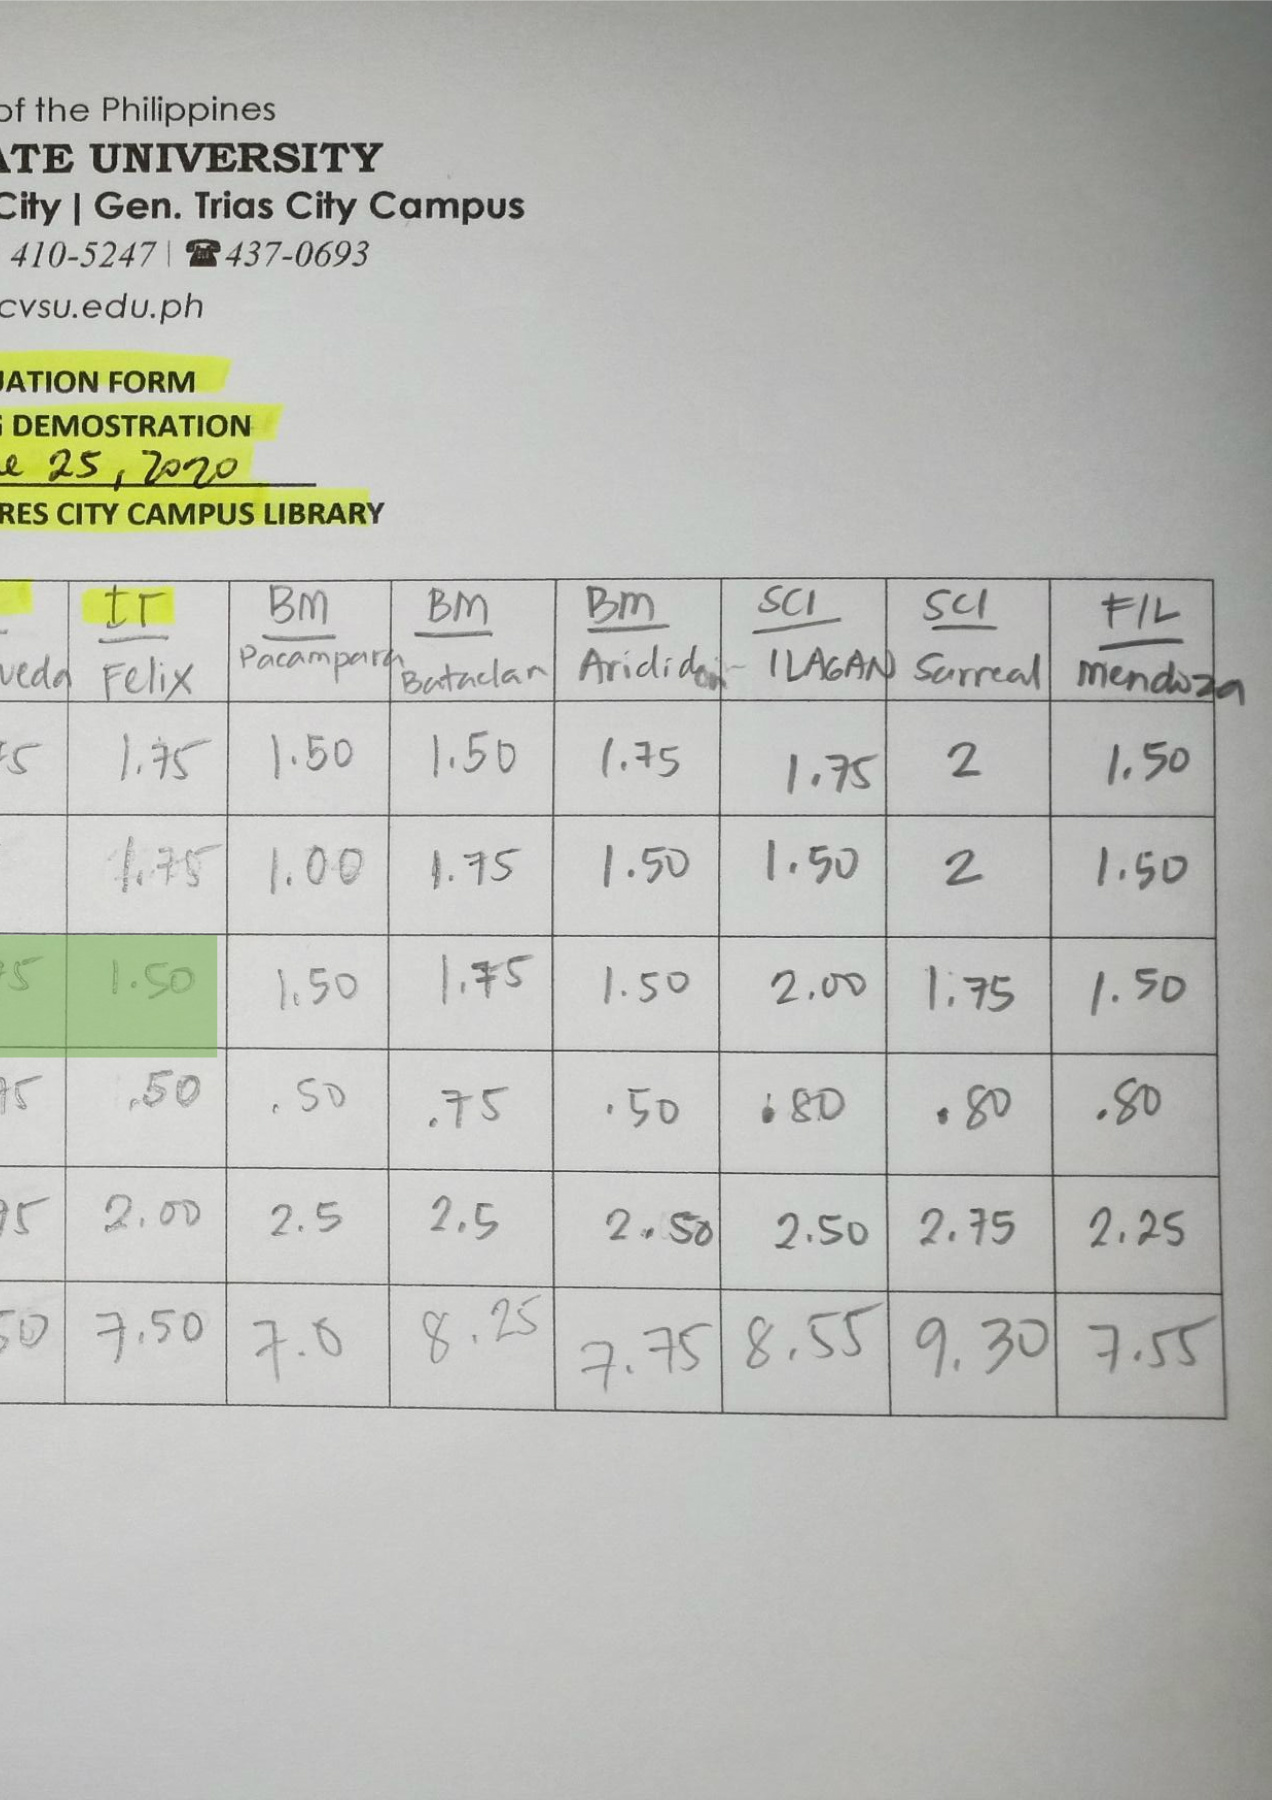 of the Philippines
ATE UNIVERSITY
City | Gen. Trias City Campus
410-5247 | ☎ 437-0693
cvsu.edu.ph
UATION FORM
G DEMOSTRATION
e 25, 2020
RES CITY CAMPUS LIBRARY
IT BM BM BM SCI SCI FIL
veda Felix Pacampara Bataclan ILAGAN Surreal Mendoza
75 1.75 1.50 1.50 1.75 1.75 2 1.50
1.75 1.00 1.75 1.50 1.50 2 1.50
75 1.50 1.50 1.75 1.50 2.00 1.75 1.50
75 .50 .50 .75 .50 .80 .80 .80
75 2.00 2.5 2.5 2.50 2.50 2.75 2.25
50 7.50 7.0 8.25 7.75 8.55 9.30 7.55